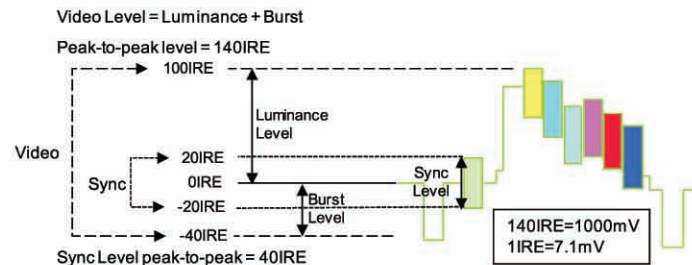 Video Level = Luminance + Burst
Peak-to-peak level = 140IRE
100IRE
Luminance
Level
Video
20IRE
Sync
Sync
Level
0IRE
Burst
Level
-20IRE
-40IRE
140IRE=1000mV
1IRE=7.1mV
Sync Level peak-to-peak = 40IRE